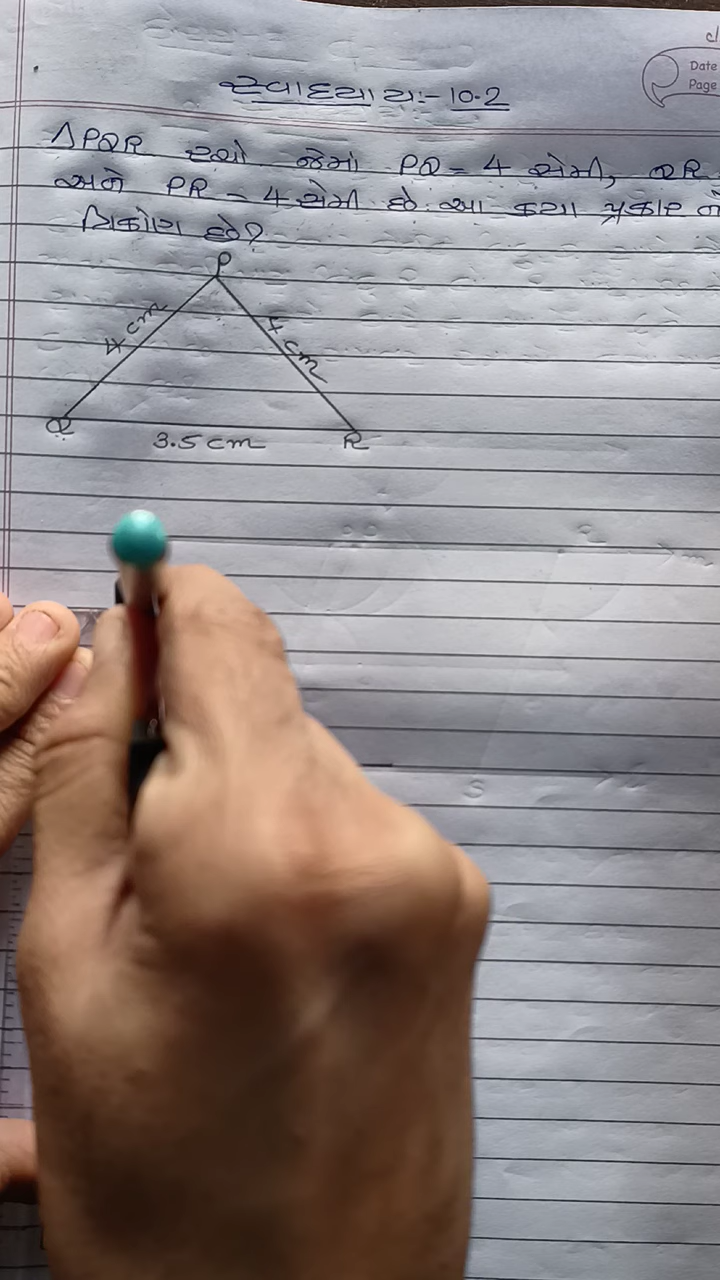 Date
Page
સ્વાધ્યાય:- 10.2
ΔPQR રચો જેમાં PQ = 4 સેમી, QR
અને PR = 4 સેમી છે. આ કયા પ્રકાર નો
ત્રિકોણ છે?
P
4 cm
4 cm
Q
R
3.5 cm